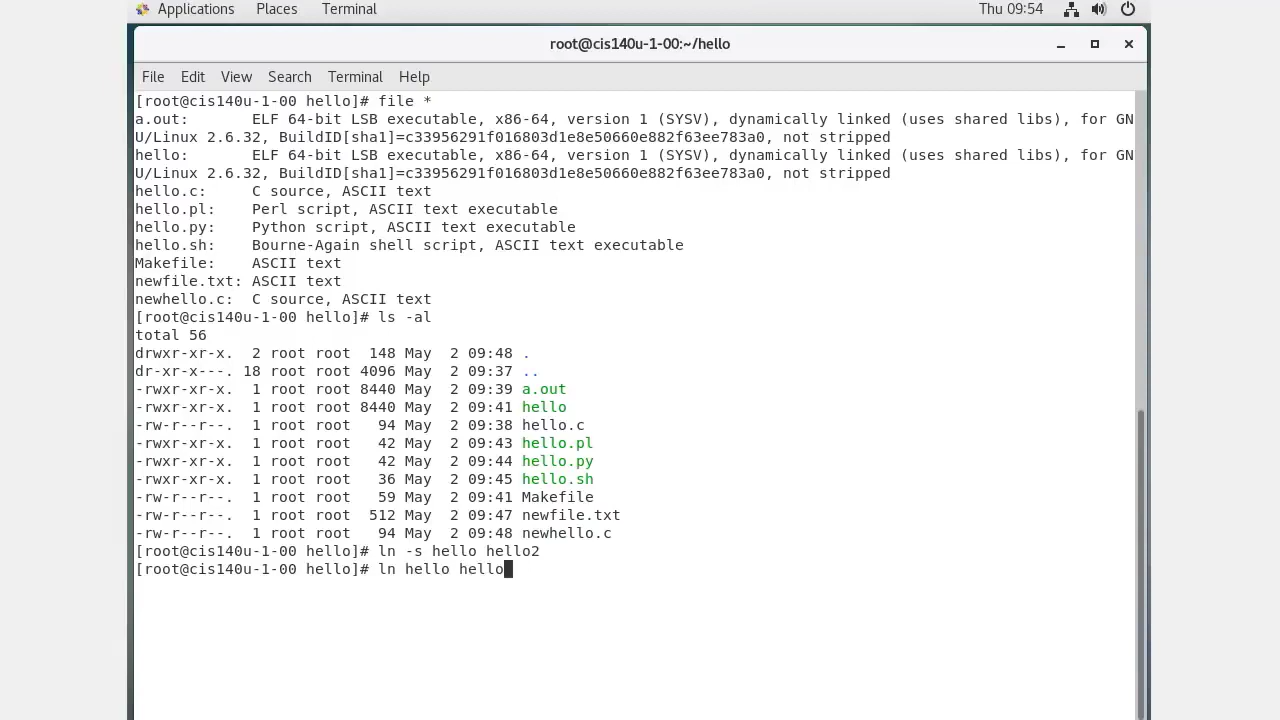 Applications Places Terminal Thu 09:54
root@cis140u-1-00:~/hello
File Edit View Search Terminal Help
[root@cis140u-1-00 hello]# file *
a.out:       ELF 64-bit LSB executable, x86-64, version 1 (SYSV), dynamically linked (uses shared libs), for GN
U/Linux 2.6.32, BuildID[sha1]=c33956291f016803d1e8e50660e882f63ee783a0, not stripped
hello:       ELF 64-bit LSB executable, x86-64, version 1 (SYSV), dynamically linked (uses shared libs), for GN
U/Linux 2.6.32, BuildID[sha1]=c33956291f016803d1e8e50660e882f63ee783a0, not stripped
hello.c:     C source, ASCII text
hello.pl:    Perl script, ASCII text executable
hello.py:    Python script, ASCII text executable
hello.sh:    Bourne-Again shell script, ASCII text executable
Makefile:    ASCII text
newfile.txt: ASCII text
newhello.c:  C source, ASCII text
[root@cis140u-1-00 hello]# ls -al
total 56
drwxr-xr-x.  2 root root  148 May  2 09:48 .
dr-xr-x---. 18 root root 4096 May  2 09:37 ..
-rwxr-xr-x.  1 root root 8440 May  2 09:39 a.out
-rwxr-xr-x.  1 root root 8440 May  2 09:41 hello
-rw-r--r--.  1 root root   94 May  2 09:38 hello.c
-rwxr-xr-x.  1 root root   42 May  2 09:43 hello.pl
-rwxr-xr-x.  1 root root   42 May  2 09:44 hello.py
-rwxr-xr-x.  1 root root   36 May  2 09:45 hello.sh
-rw-r--r--.  1 root root   59 May  2 09:41 Makefile
-rw-r--r--.  1 root root  512 May  2 09:47 newfile.txt
-rw-r--r--.  1 root root   94 May  2 09:48 newhello.c
[root@cis140u-1-00 hello]# ln -s hello hello2
[root@cis140u-1-00 hello]# ln hello hello